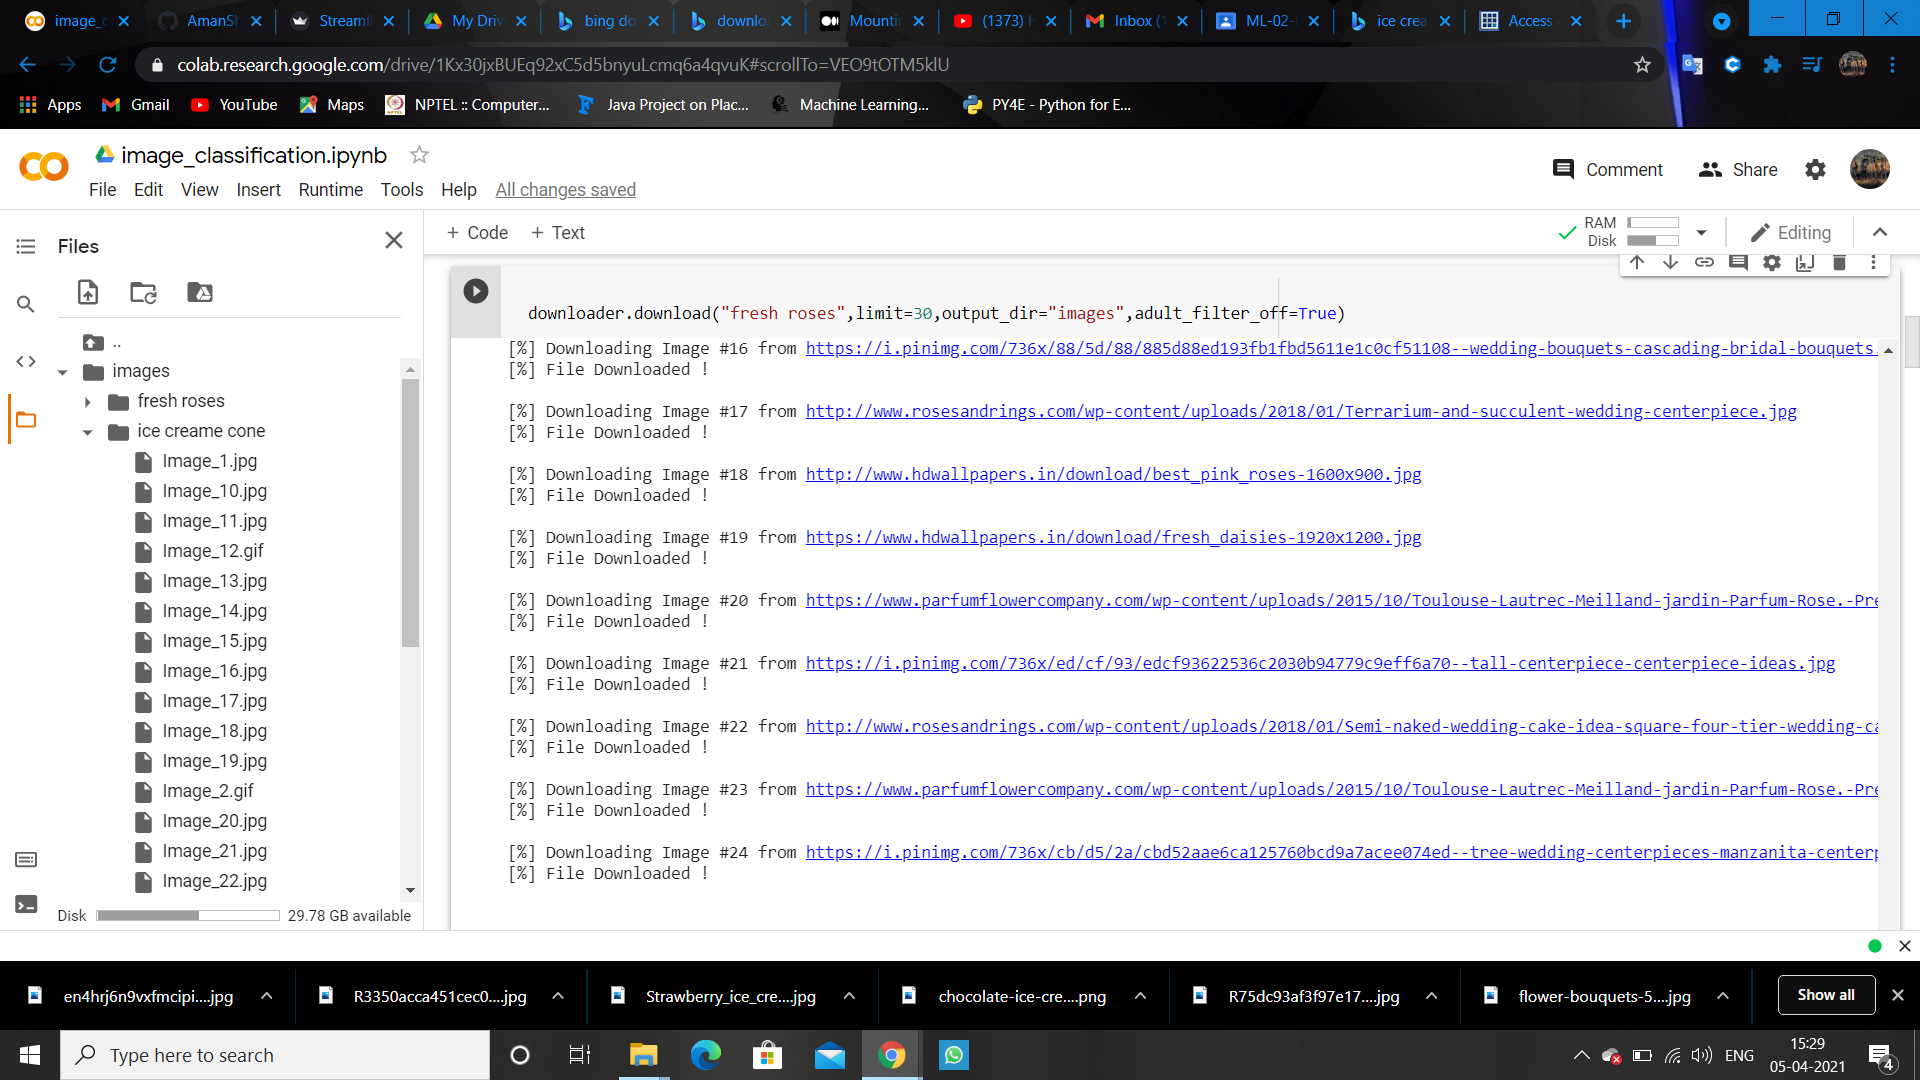 image_c
AmanSh
Streamli
My Driv
bing do
downlo
Mountin
(1373)
Inbox (1
ML-02-
ice crea
Access
colab.research.google.com/drive/1Kx30jxBUEq92xC5d5bnyuLcmq6a4qvuK#scrollTo=VEO9tOTM5klU
Apps
Gmail
YouTube
Maps
NPTEL :: Computer...
Java Project on Plac...
Machine Learning...
PY4E - Python for E...
image_classification.ipynb
File Edit View Insert Runtime Tools Help All changes saved
Comment
Share
Files
+ Code + Text
RAM
Disk
Editing
..
images
fresh roses
ice creame cone
Image_1.jpg
Image_10.jpg
Image_11.jpg
Image_12.gif
Image_13.jpg
Image_14.jpg
Image_15.jpg
Image_16.jpg
Image_17.jpg
Image_18.jpg
Image_19.jpg
Image_2.gif
Image_20.jpg
Image_21.jpg
Image_22.jpg
Disk 29.78 GB available
downloader.download("fresh roses",limit=30,output_dir="images",adult_filter_off=True)
[%] Downloading Image #16 from https://i.pinimg.com/736x/88/5d/88/885d88ed193fb1fbd5611e1c0cf51108--wedding-bouquets-cascading-bridal-bouquets.
[%] File Downloaded !
[%] Downloading Image #17 from http://www.rosesandrings.com/wp-content/uploads/2018/01/Terrarium-and-succulent-wedding-centerpiece.jpg
[%] File Downloaded !
[%] Downloading Image #18 from http://www.hdwallpapers.in/download/best_pink_roses-1600x900.jpg
[%] File Downloaded !
[%] Downloading Image #19 from https://www.hdwallpapers.in/download/fresh_daisies-1920x1200.jpg
[%] File Downloaded !
[%] Downloading Image #20 from https://www.parfumflowercompany.com/wp-content/uploads/2015/10/Toulouse-Lautrec-Meilland-jardin-Parfum-Rose.-Pre
[%] File Downloaded !
[%] Downloading Image #21 from https://i.pinimg.com/736x/ed/cf/93/edcf93622536c2030b94779c9eff6a70--tall-centerpiece-centerpiece-ideas.jpg
[%] File Downloaded !
[%] Downloading Image #22 from http://www.rosesandrings.com/wp-content/uploads/2018/01/Semi-naked-wedding-cake-idea-square-four-tier-wedding-ca
[%] File Downloaded !
[%] Downloading Image #23 from https://www.parfumflowercompany.com/wp-content/uploads/2015/10/Toulouse-Lautrec-Meilland-jardin-Parfum-Rose.-Pre
[%] File Downloaded !
[%] Downloading Image #24 from https://i.pinimg.com/736x/cb/d5/2a/cbd52aae6ca125760bcd9a7acee074ed--tree-wedding-centerpieces-manzanita-centerp
[%] File Downloaded !
en4hrj6n9vxfmcipi....jpg
R3350acca451cec0....jpg
Strawberry_ice_cre....jpg
chocolate-ice-cre....png
R75dc93af3f97e17....jpg
flower-bouquets-5....jpg
Show all
Type here to search
ENG
15:29
05-04-2021
4